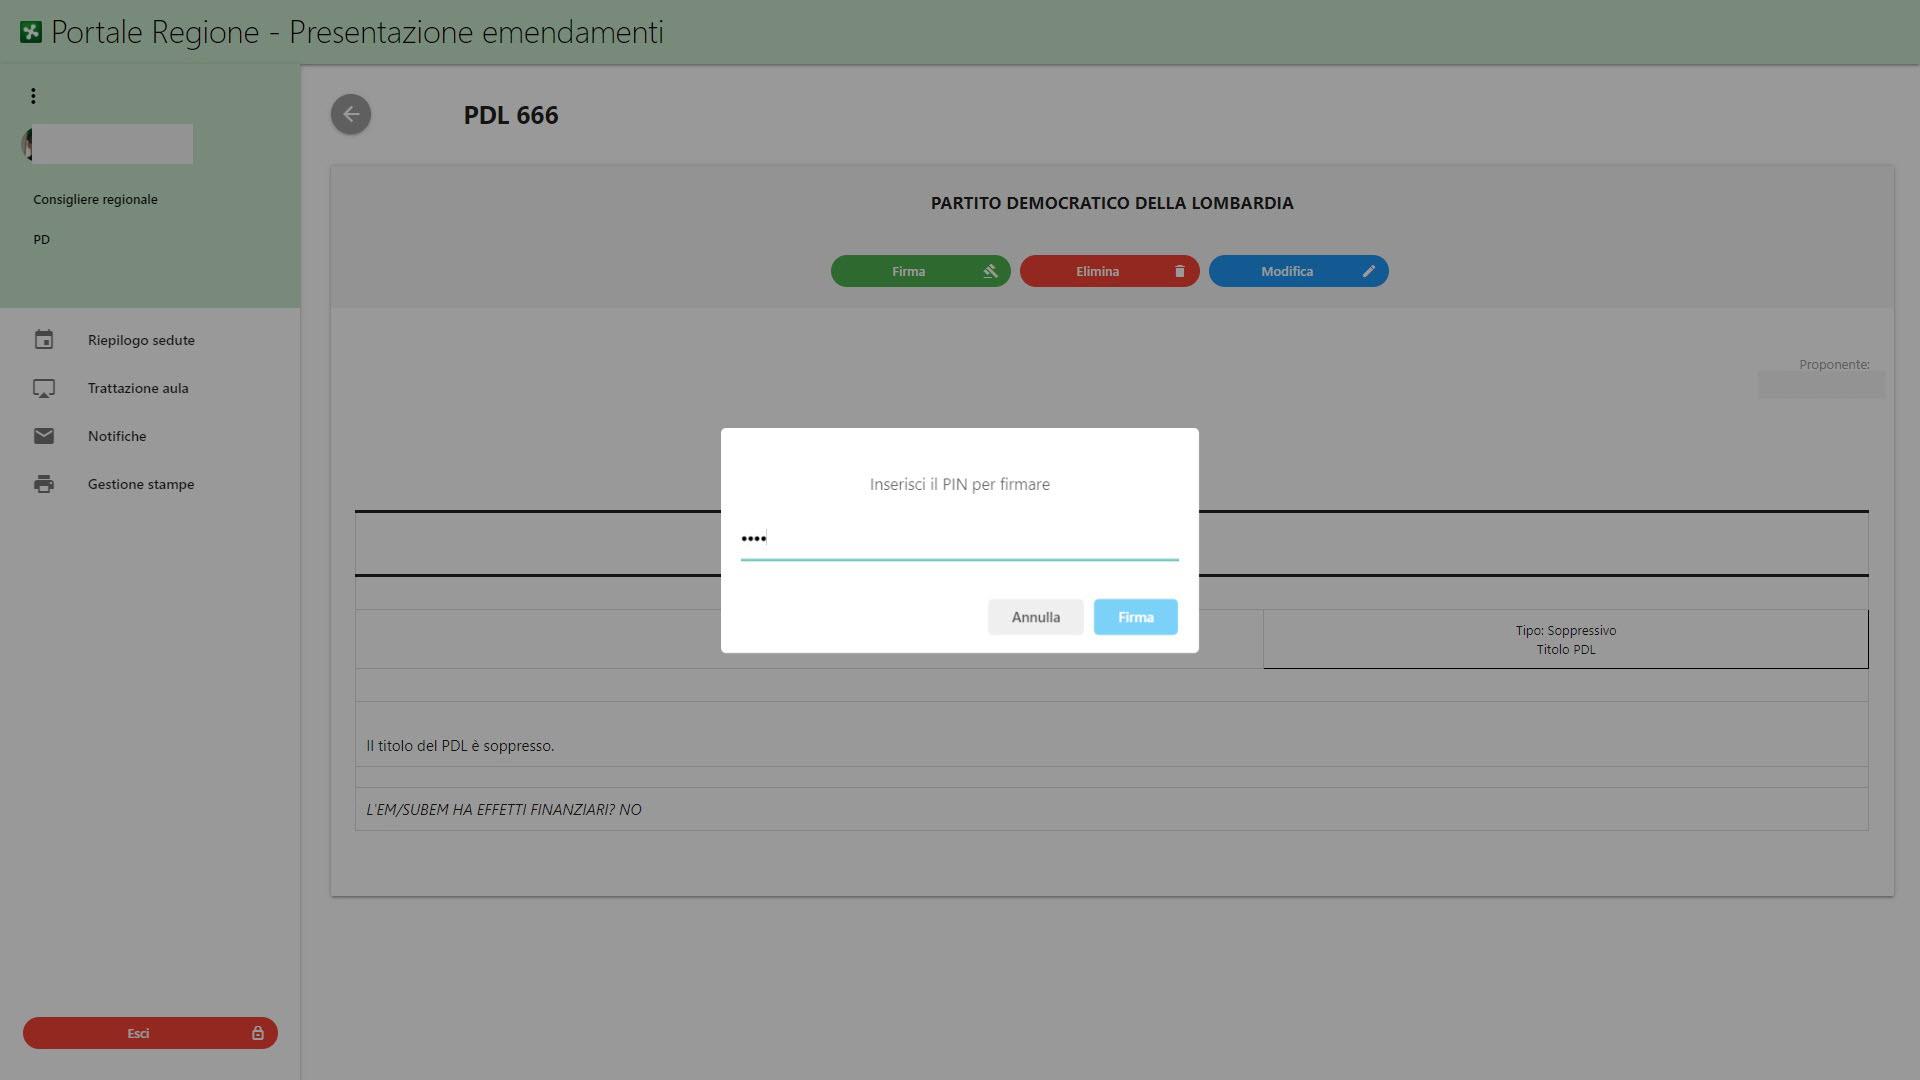 Portale Regione - Presentazione emendamenti
Consigliere regionale
PD
Riepilogo sedute
Trattazione aula
Notifiche
Gestione stampe
Esci
PDL 666
PARTITO DEMOCRATICO DELLA LOMBARDIA
Firma
Elimina
Modifica
Proponente:
Inserisci il PIN per firmare
••••
Annulla
Firma
Tipo: Soppressivo
Titolo PDL
Il titolo del PDL è soppresso.
L'EM/SUBEM HA EFFETTI FINANZIARI? NO